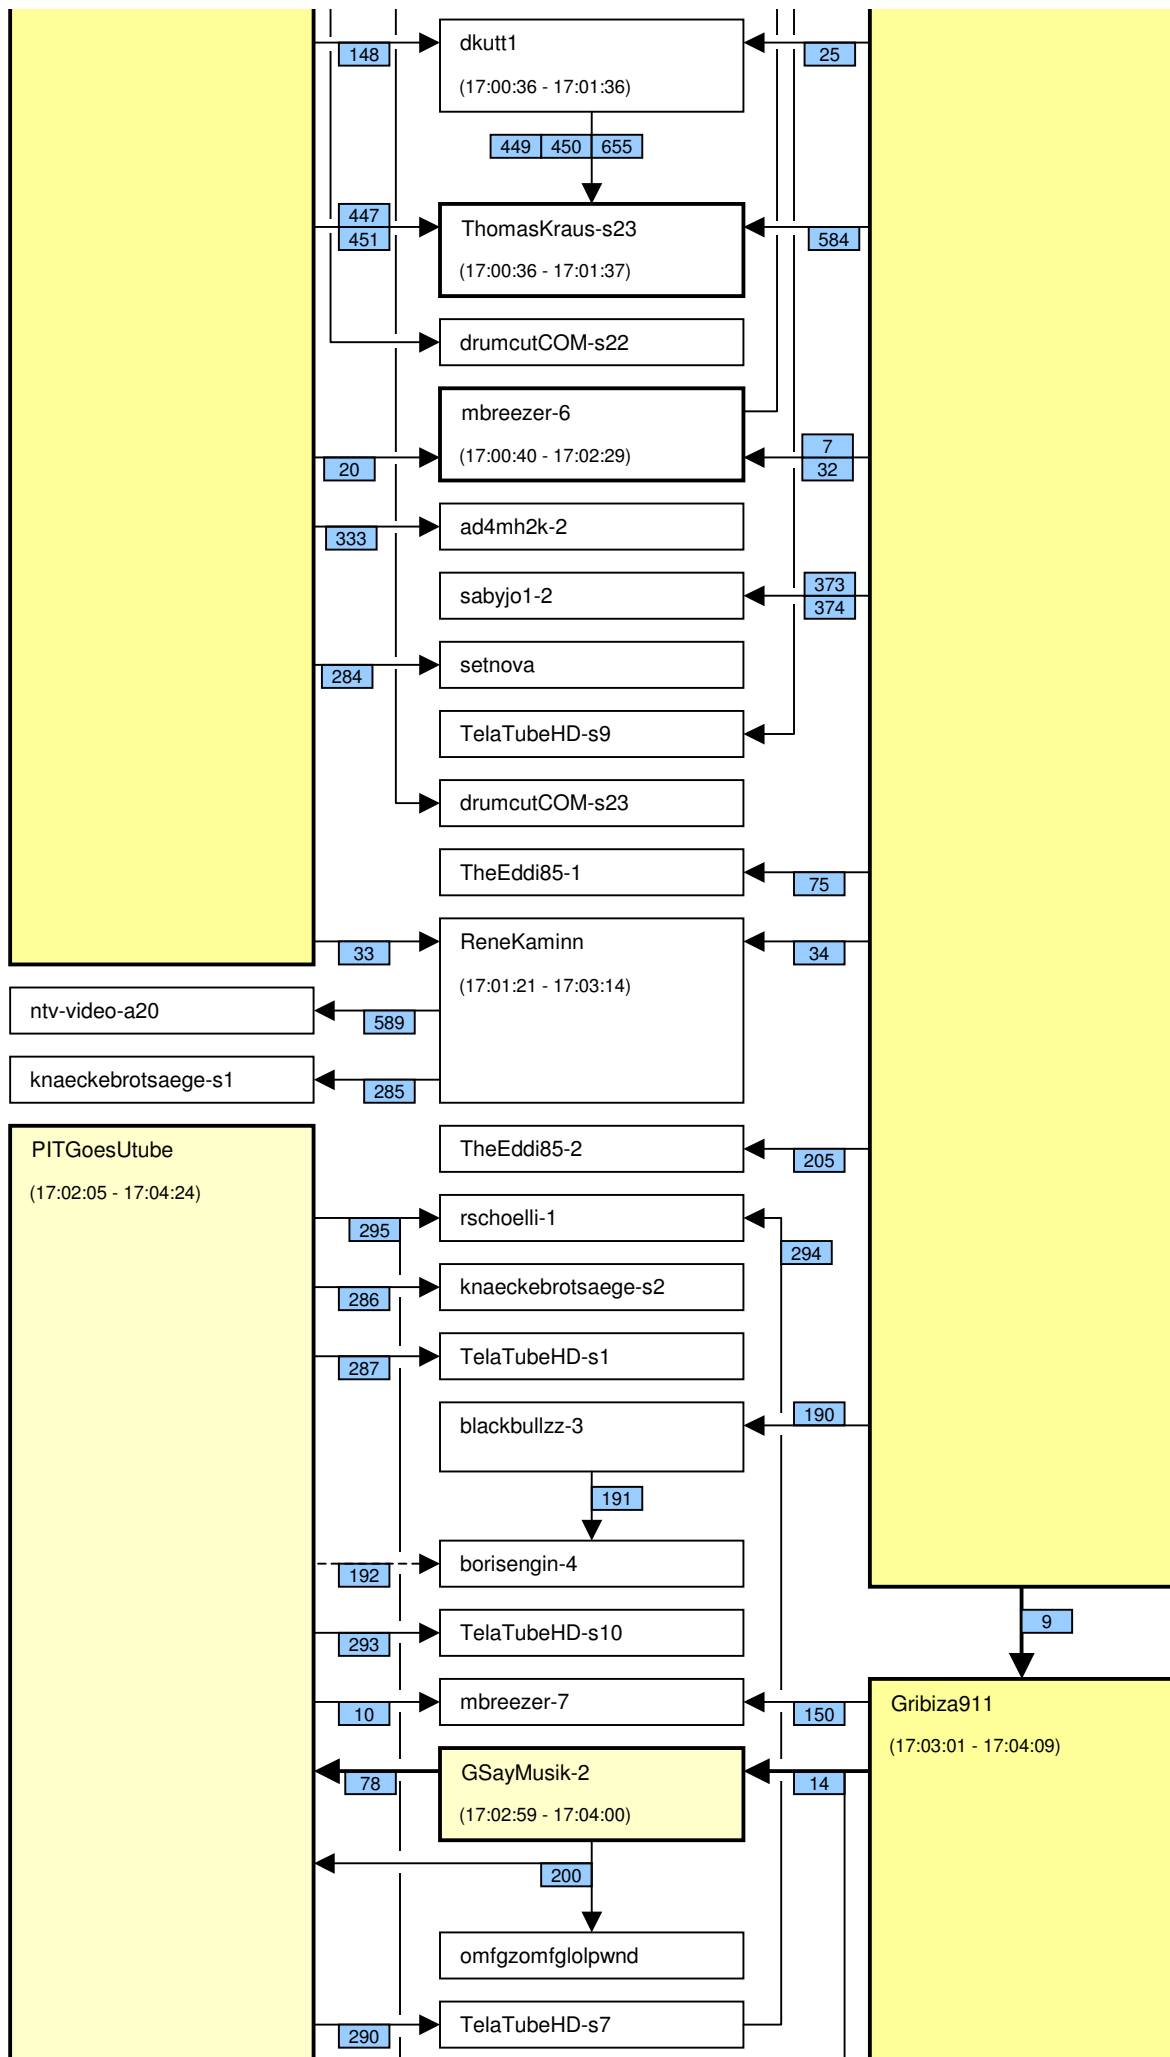 dkutt1
148
25
(17:00:36 - 17:01:36)
449 450 655
447
ThomasKraus-s23
451
584
(17:00:36 - 17:01:37)
drumcutCOM-s22
mbreezer-6
7
(17:00:40 - 17:02:29)
20
32
ad4mh2k-2
333
373
sabyjo1-2
374
setnova
284
TelaTubeHD-s9
drumcutCOM-s23
TheEddi85-1
75
ReneKaminn
33
34
(17:01:21 - 17:03:14)
ntv-video-a20
589
knaeckebrotsaege-s1
285
PITGoesUtube
TheEddi85-2
205
(17:02:05 - 17:04:24)
rschoelli-1
295
294
knaeckebrotsaege-s2
286
TelaTubeHD-s1
287
190
blackbullzz-3
191
borisengin-4
192
TelaTubeHD-s10
9
293
mbreezer-7
Gribiza911
10
150
(17:03:01 - 17:04:09)
GSayMusik-2
78
14
(17:02:59 - 17:04:00)
200
omfgzomfglolpwnd
TelaTubeHD-s7
290